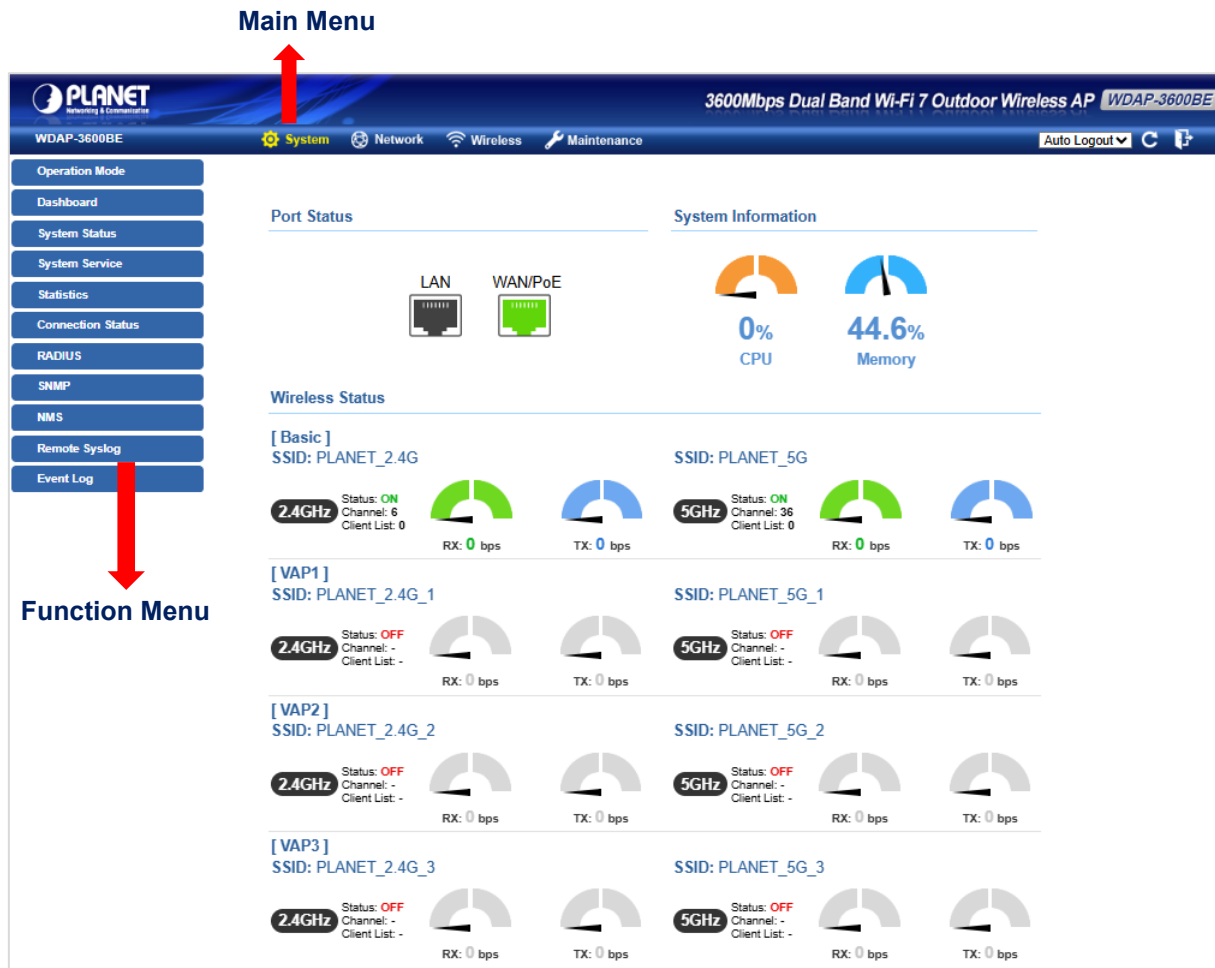 Main Menu
PLANET
Networking & Communication
3600Mbps Dual Band Wi-Fi 7 Outdoor Wireless AP WDAP-3600BE
WDAP-3600BE System Network Wireless Maintenance Auto Logout
Operation Mode
Dashboard
System Status
System Service
Statistics
Connection Status
RADIUS
SNMP
NMS
Remote Syslog
Event Log
Function Menu
Port Status
LAN WAN/PoE
System Information
0% 44.6%
CPU Memory
Wireless Status
[ Basic ]
SSID: PLANET_2.4G
2.4GHz
Status: ON
Channel: 6
Client List: 0
RX: 0 bps TX: 0 bps
SSID: PLANET_5G
5GHz
Status: ON
Channel: 36
Client List: 0
RX: 0 bps TX: 0 bps
[ VAP1 ]
SSID: PLANET_2.4G_1
2.4GHz
Status: OFF
Channel: -
Client List: -
RX: 0 bps TX: 0 bps
SSID: PLANET_5G_1
5GHz
Status: OFF
Channel: -
Client List: -
RX: 0 bps TX: 0 bps
[ VAP2 ]
SSID: PLANET_2.4G_2
2.4GHz
Status: OFF
Channel: -
Client List: -
RX: 0 bps TX: 0 bps
SSID: PLANET_5G_2
5GHz
Status: OFF
Channel: -
Client List: -
RX: 0 bps TX: 0 bps
[ VAP3 ]
SSID: PLANET_2.4G_3
2.4GHz
Status: OFF
Channel: -
Client List: -
RX: 0 bps TX: 0 bps
SSID: PLANET_5G_3
5GHz
Status: OFF
Channel: -
Client List: -
RX: 0 bps TX: 0 bps